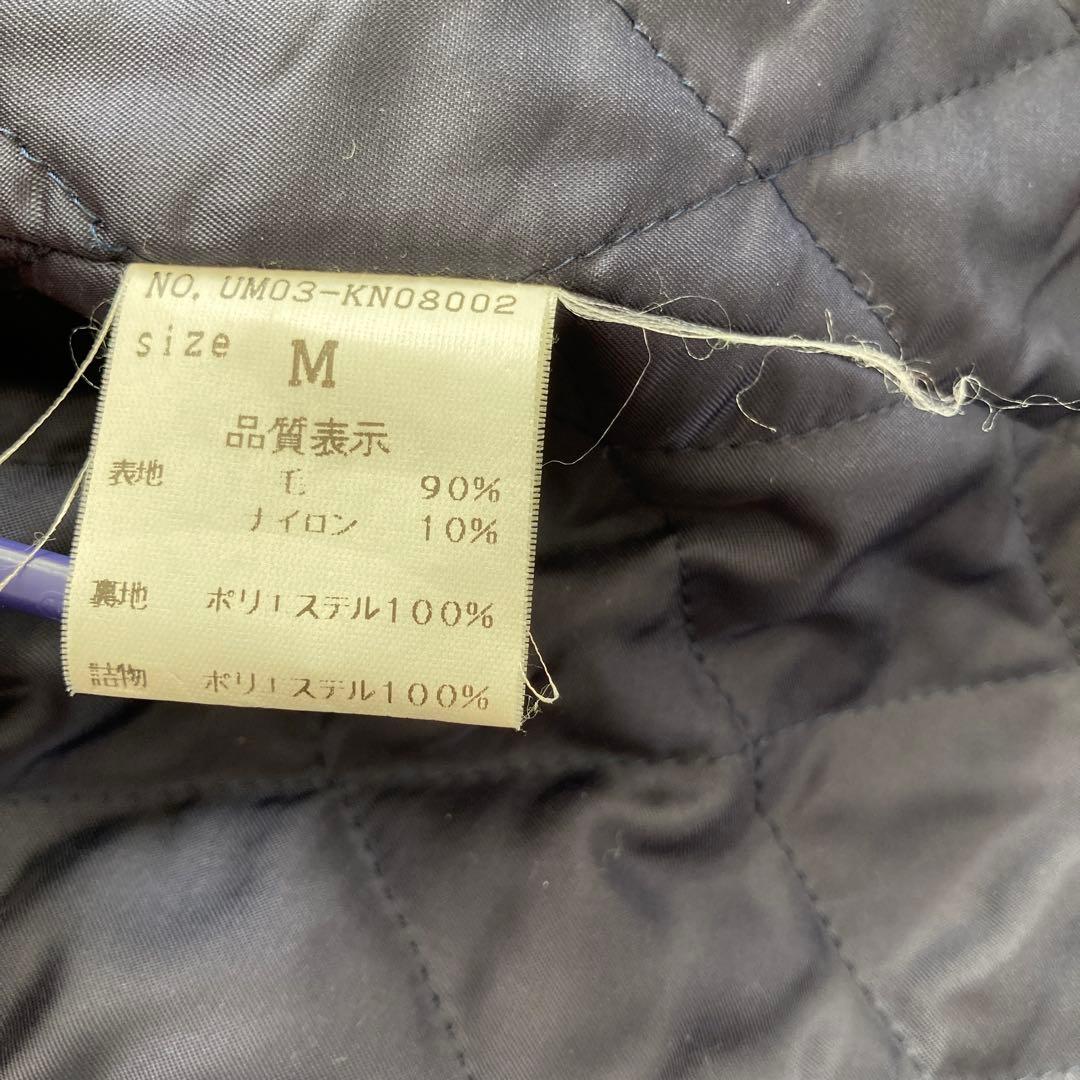 NO. UM03-KN08002
size M
品質表示
表地 毛 90%
ナイロン 10%
裏地 ポリエステル100%
詰物 ポリエステル100%